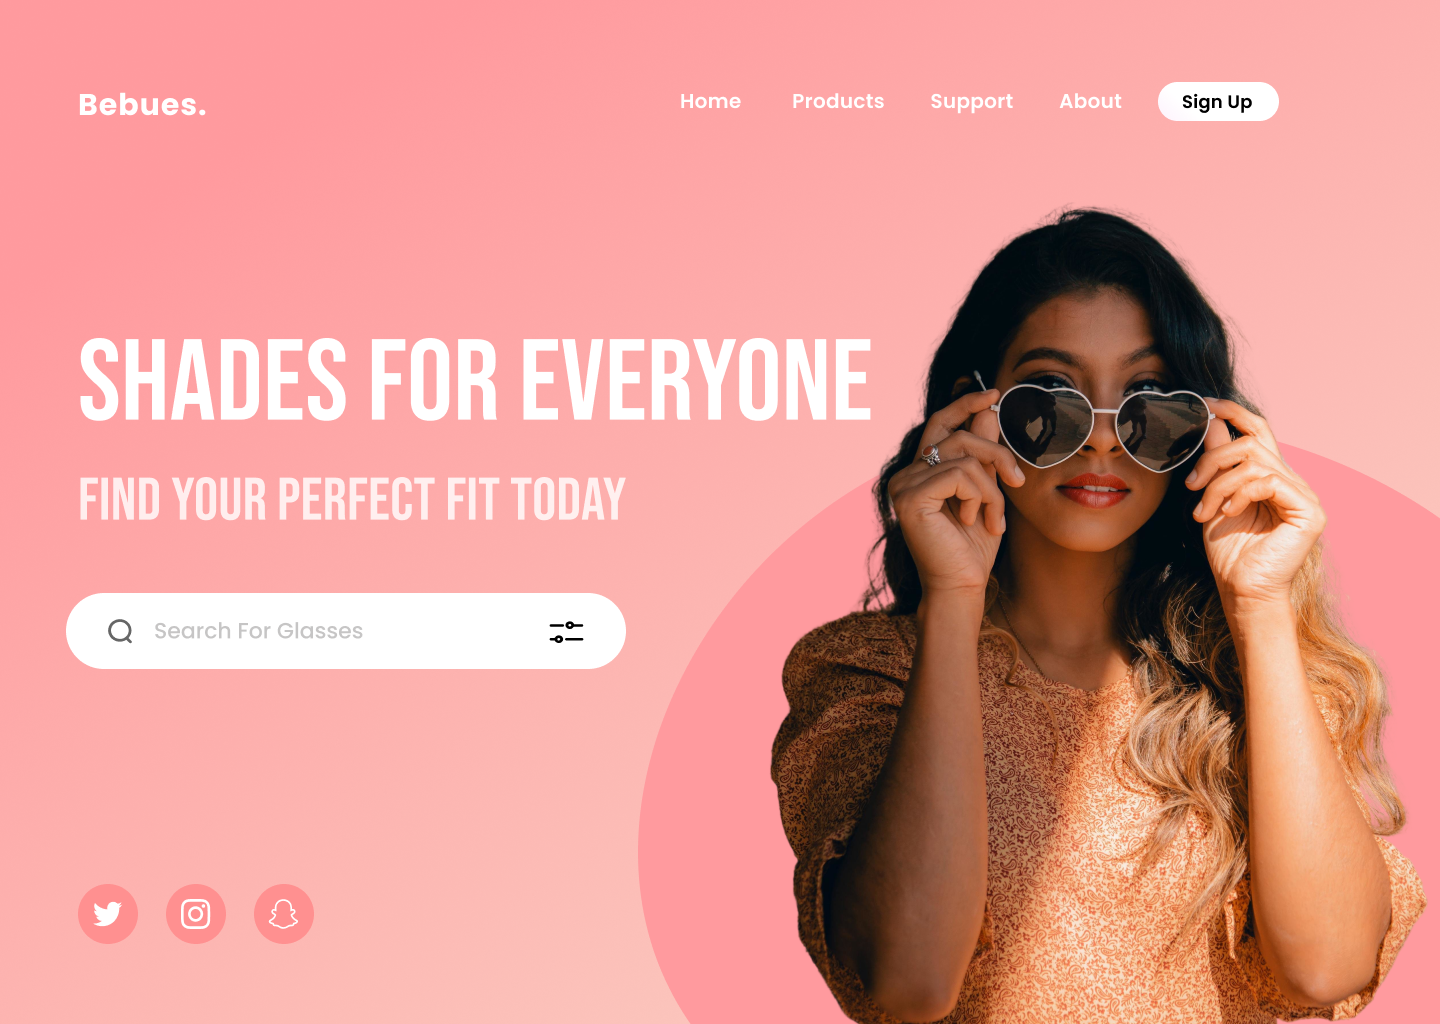 Bebues.
Home Products Support About Sign Up
SHADES FOR EVERYONE
FIND YOUR PERFECT FIT TODAY
Search For Glasses